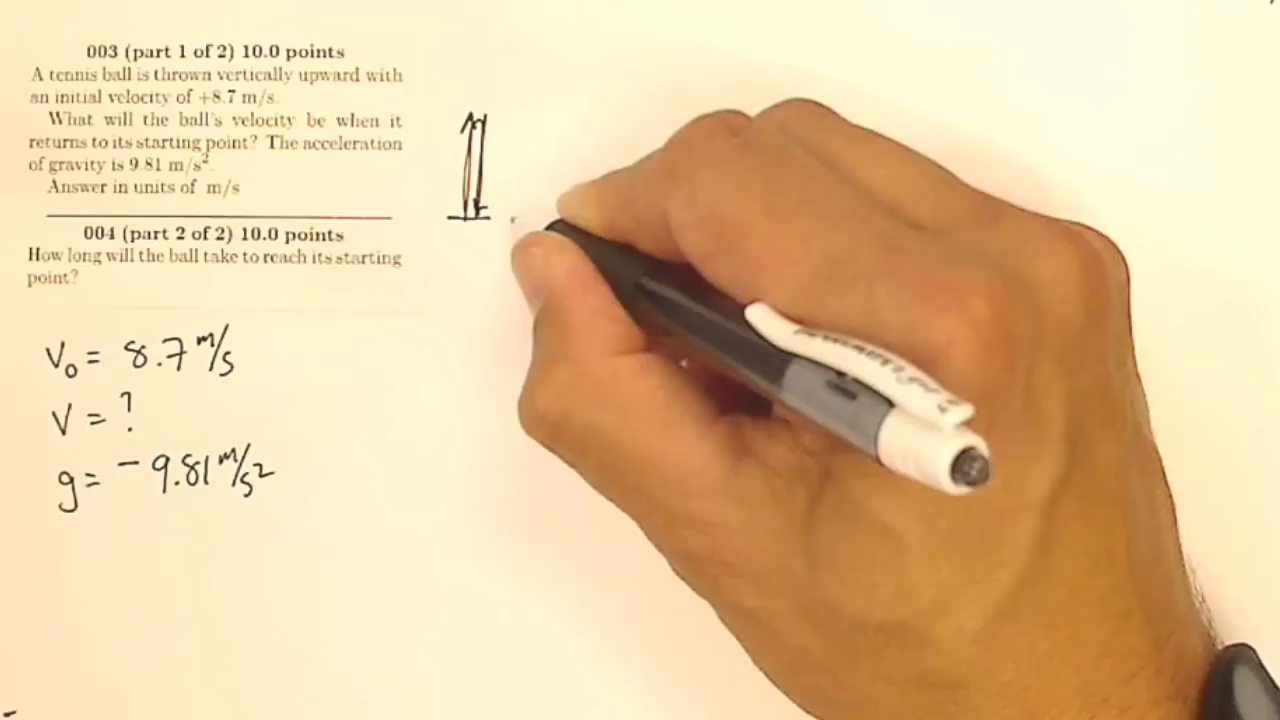 003 (part 1 of 2) 10.0 points
A tennis ball is thrown vertically upward with
an initial velocity of +8.7 m/s.
What will the ball's velocity be when it
returns to its starting point? The acceleration
of gravity is 9.81 m/s².
Answer in units of m/s
004 (part 2 of 2) 10.0 points
How long will the ball take to reach its starting
point?
v₀ = 8.7 m/s
v = ?
g = -9.81 m/s²